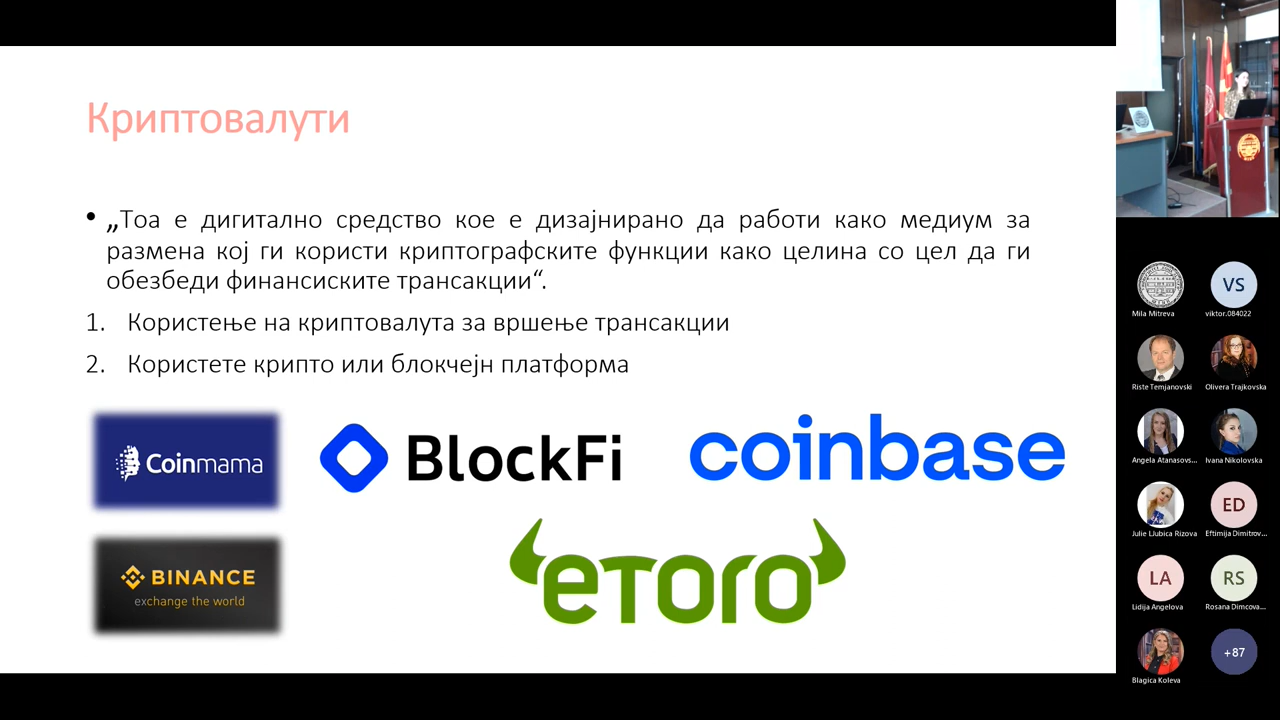 Криптовалути
• „Тоа е дигитално средство кое е дизајнирано да работи како медиум за
размена кој ги користи криптографските функции како целина со цел да ги
обезбеди финансиските трансакции“.
1. Користење на криптовалута за вршење трансакции
2. Користете крипто или блокчејн платформа
Coinmama
BlockFi
coinbase
BINANCE
exchange the world
eToro
VS
Mila Mitreva
viktor.084022
Riste Temjanovski
Olivera Trajkovska
Angela Atanasovs...
Ivana Nikolovska
ED
Julie LJubica Rizova
Eftimija Dimitrov...
LA
RS
Lidija Angelova
Rosana Dimcova...
+87
Blagica Koleva